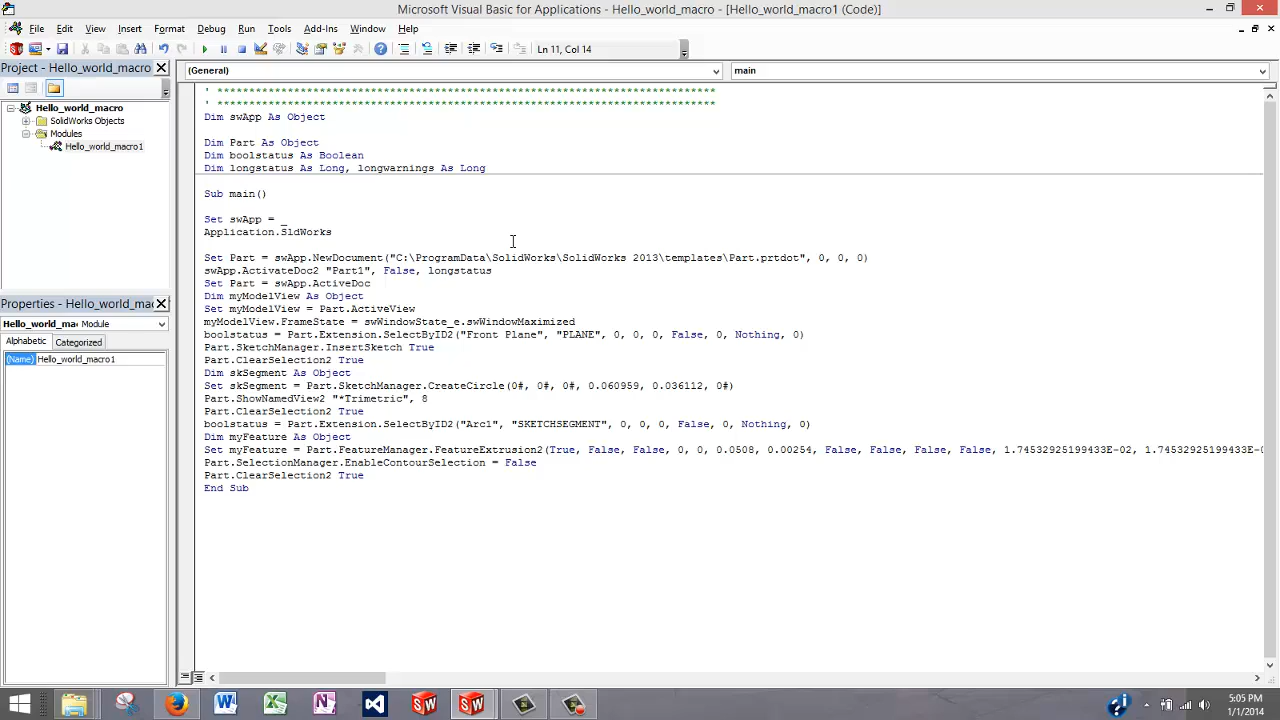 Microsoft Visual Basic for Applications - Hello_world_macro - [Hello_world_macro1 (Code)]
File Edit View Insert Format Debug Run Tools Add-Ins Window Help
Ln 11, Col 14
Project - Hello_world_macro
(General)
main
Hello_world_macro
SolidWorks Objects
Modules
Hello_world_macro1
Properties - Hello_world_mac
Hello_world_ma Module
Alphabetic Categorized
(Name) Hello_world_macro1
' ******************************************************************************
' ******************************************************************************
Dim swApp As Object
Dim Part As Object
Dim boolstatus As Boolean
Dim longstatus As Long, longwarnings As Long
Sub main()
Set swApp = _
Application.SldWorks
Set Part = swApp.NewDocument("C:\ProgramData\SolidWorks\SolidWorks 2013\templates\Part.prtdot", 0, 0, 0)
swApp.ActivateDoc2 "Part1", False, longstatus
Set Part = swApp.ActiveDoc
Dim myModelView As Object
Set myModelView = Part.ActiveView
myModelView.FrameState = swWindowState_e.swWindowMaximized
boolstatus = Part.Extension.SelectByID2("Front Plane", "PLANE", 0, 0, 0, False, 0, Nothing, 0)
Part.SketchManager.InsertSketch True
Part.ClearSelection2 True
Dim skSegment As Object
Set skSegment = Part.SketchManager.CreateCircle(0#, 0#, 0#, 0.060959, 0.036112, 0#)
Part.ShowNamedView2 "*Trimetric", 8
Part.ClearSelection2 True
boolstatus = Part.Extension.SelectByID2("Arc1", "SKETCHSEGMENT", 0, 0, 0, False, 0, Nothing, 0)
Dim myFeature As Object
Set myFeature = Part.FeatureManager.FeatureExtrusion2(True, False, False, 0, 0, 0.0508, 0.00254, False, False, False, False, 1.74532925199433E-02, 1.74532925199433E-0
Part.SelectionManager.EnableContourSelection = False
Part.ClearSelection2 True
End Sub
5:05 PM
1/1/2014